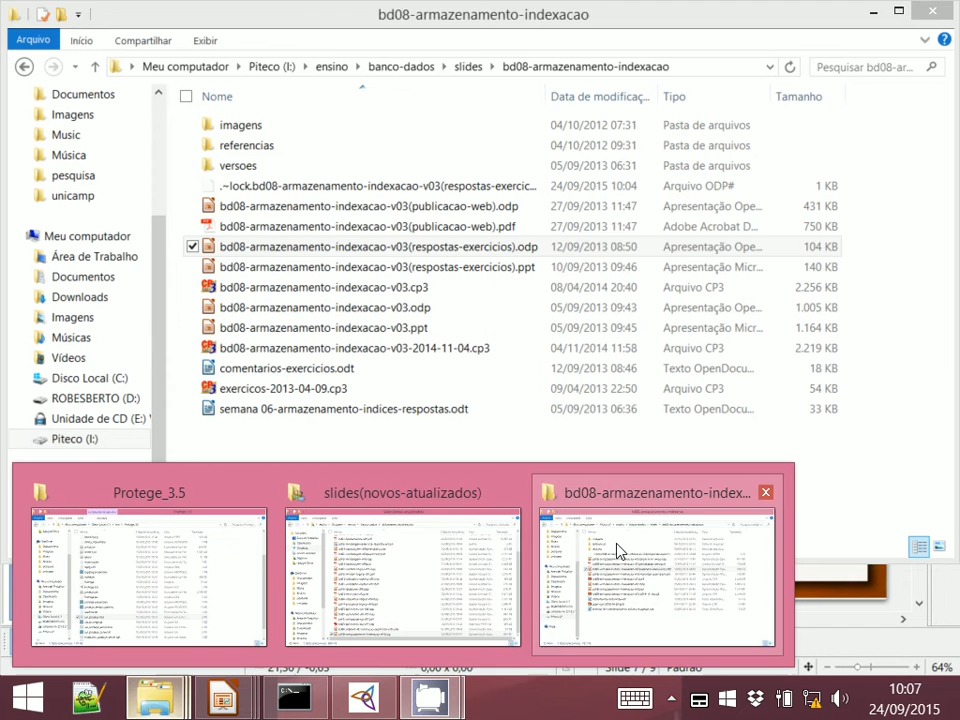 bd08-armazenamento-indexacao
Arquivo Início Compartilhar Exibir
Meu computador Piteco (I:) ensino banco-dados slides bd08-armazenamento-indexacao Pesquisar bd08-ar...
Nome Data de modificaç... Tipo Tamanho
Documentos
Imagens
Music
Música
pesquisa
unicamp
Meu computador
Área de Trabalho
Documentos
Downloads
Imagens
Músicas
Vídeos
Disco Local (C:)
ROBESBERTO (D:)
Unidade de CD (E:)
Piteco (I:)
imagens 04/10/2012 07:31 Pasta de arquivos
referencias 04/10/2012 09:31 Pasta de arquivos
versoes 05/09/2013 06:31 Pasta de arquivos
.~lock.bd08-armazenamento-indexacao-v03(respostas-exercic... 24/09/2015 10:04 Arquivo ODP# 1 KB
bd08-armazenamento-indexacao-v03(publicacao-web).odp 27/09/2013 11:47 Apresentação Ope... 431 KB
bd08-armazenamento-indexacao-v03(publicacao-web).pdf 27/09/2013 11:47 Adobe Acrobat D... 750 KB
bd08-armazenamento-indexacao-v03(respostas-exercicios).odp 12/09/2013 08:50 Apresentação Ope... 104 KB
bd08-armazenamento-indexacao-v03(respostas-exercicios).ppt 10/09/2013 09:46 Apresentação Micr... 140 KB
bd08-armazenamento-indexacao-v03.cp3 08/04/2014 20:40 Arquivo CP3 2.256 KB
bd08-armazenamento-indexacao-v03.odp 05/09/2013 09:43 Apresentação Ope... 1.005 KB
bd08-armazenamento-indexacao-v03.ppt 05/09/2013 09:45 Apresentação Micr... 1.164 KB
bd08-armazenamento-indexacao-v03-2014-11-04.cp3 04/11/2014 11:58 Arquivo CP3 2.219 KB
comentarios-exercicios.odt 12/09/2013 08:46 Texto OpenDocu... 18 KB
exercicos-2013-04-09.cp3 09/04/2013 22:50 Arquivo CP3 54 KB
semana 06-armazenamento-indices-respostas.odt 05/09/2013 06:36 Texto OpenDocu... 33 KB
Protege_3.5 slides(novos-atualizados) bd08-armazenamento-index...
64%
10:07
24/09/2015